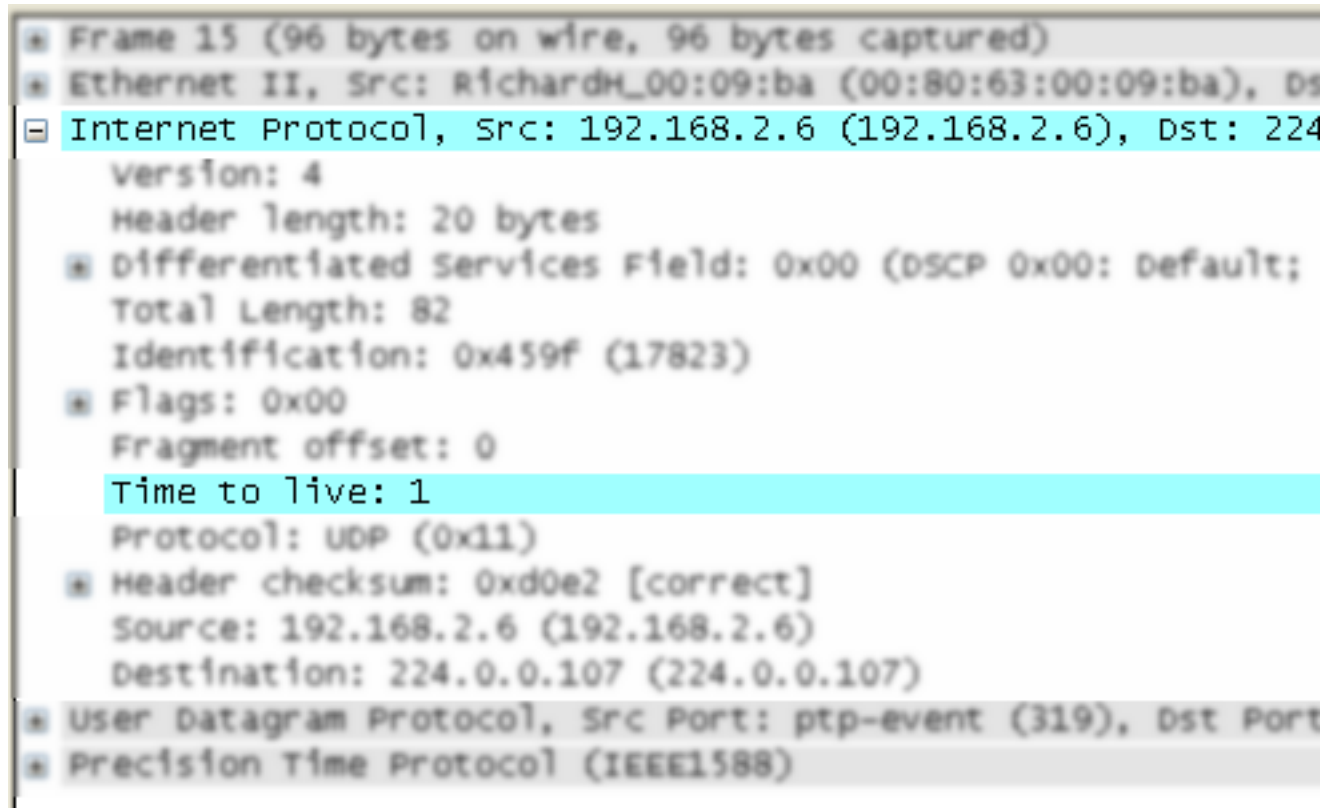 Frame 15 (96 bytes on wire, 96 bytes captured)
Ethernet II, Src: RichardH_00:09:ba (00:80:63:00:09:ba), Ds
Internet Protocol, Src: 192.168.2.6 (192.168.2.6), Dst: 224
Version: 4
Header length: 20 bytes
Differentiated Services Field: 0x00 (DSCP 0x00: Default;
Total Length: 82
Identification: 0x459f (17823)
Flags: 0x00
Fragment offset: 0
Time to live: 1
Protocol: UDP (0x11)
Header checksum: 0xd0e2 [correct]
Source: 192.168.2.6 (192.168.2.6)
Destination: 224.0.0.107 (224.0.0.107)
User Datagram Protocol, Src Port: ptp-event (319), Dst Port
Precision Time Protocol (IEEE1588)